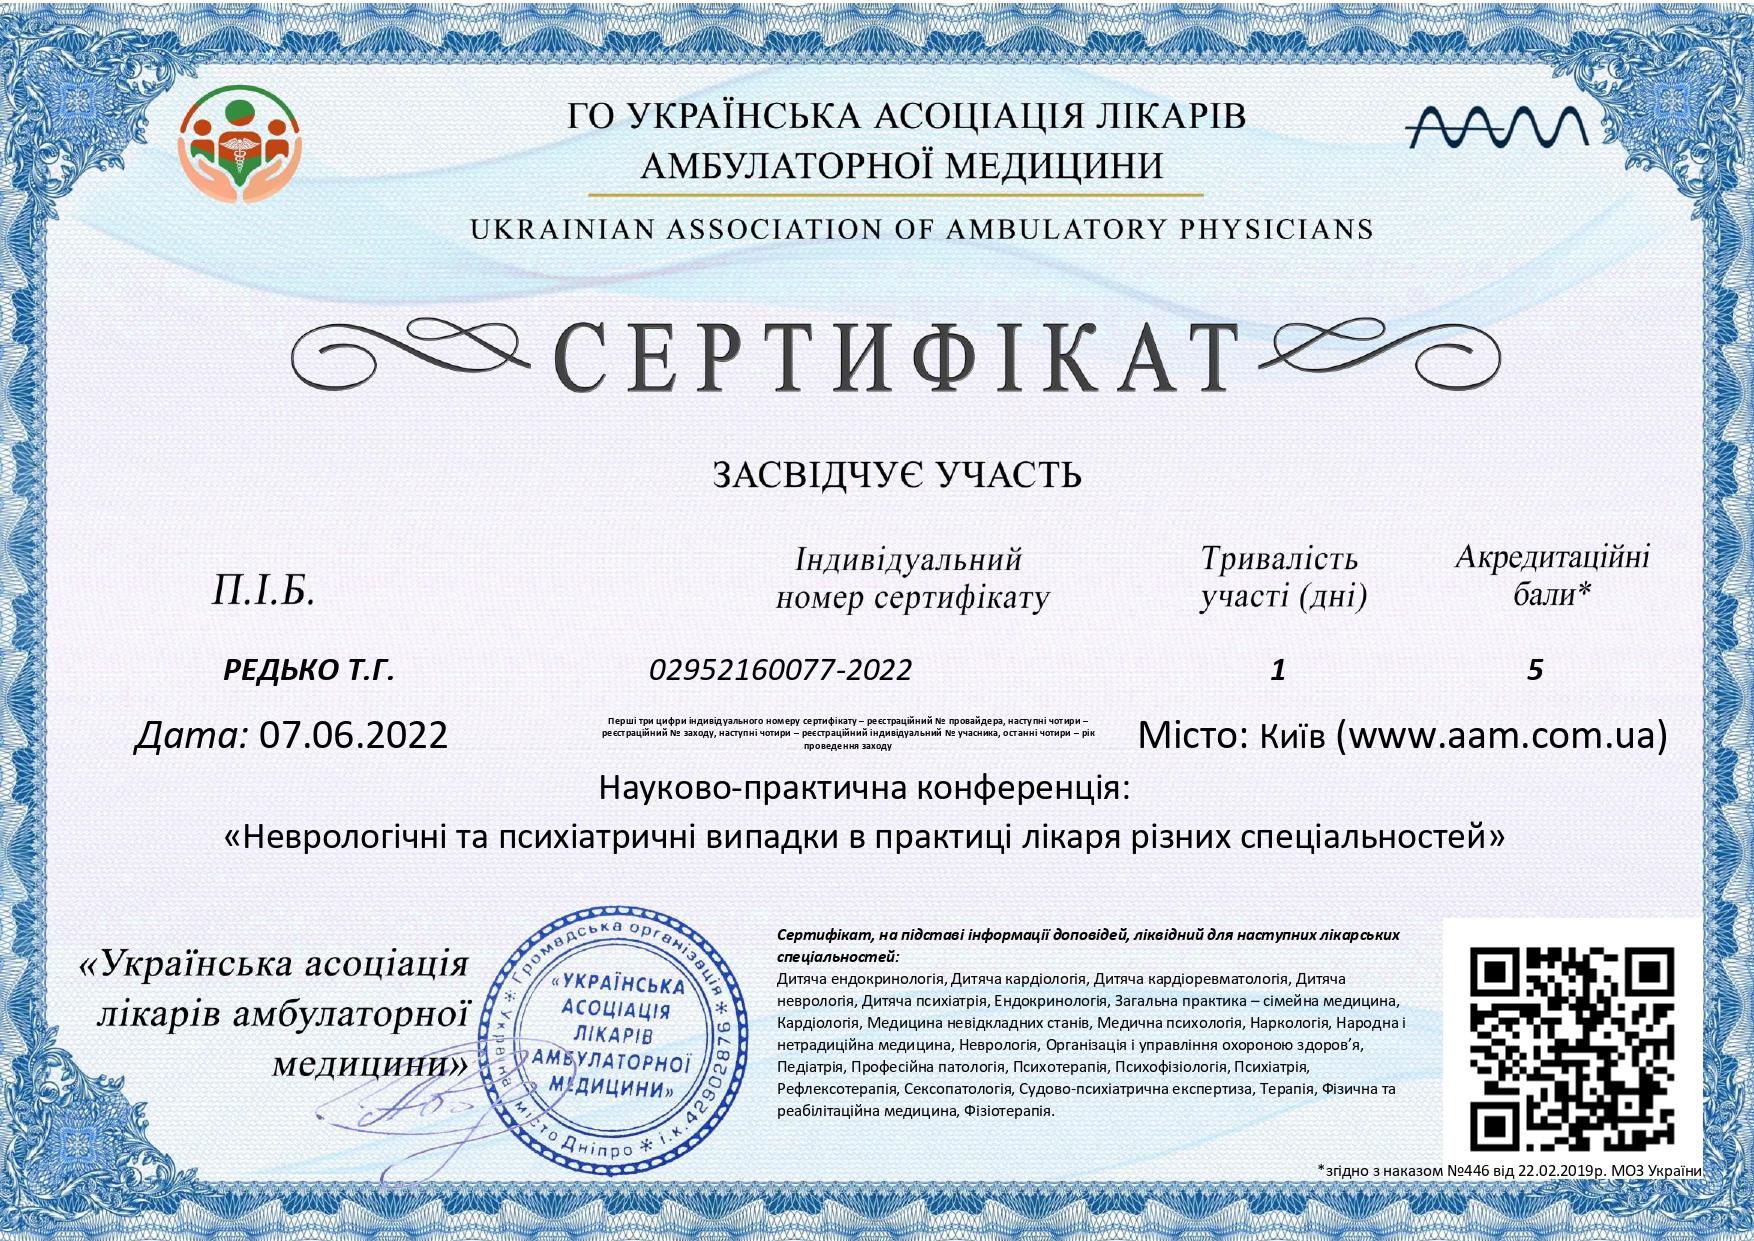 ГО УКРАЇНСЬКА АСОЦІАЦІЯ ЛІКАРІВ
АМБУЛАТОРНОЇ МЕДИЦИНИ
UKRAINIAN ASSOCIATION OF AMBULATORY PHYSICIANS
ААМ
СЕРТИФІКАТ
ЗАСВІДЧУЄ УЧАСТЬ
П.І.Б.
Індивідуальний
номер сертифікату
Тривалість
участі (дні)
Акредитаційні
бали*
РЕДЬКО Т.Г.
02952160077-2022
1
5
Дата: 07.06.2022
Перші три цифри індивідуального номеру сертифікату – реєстраційний № провайдера, наступні чотири –
реєстраційний № заходу, наступні чотири – реєстраційний індивідуальний № учасника, останні чотири – рік
проведення заходу
Місто: Київ (www.aam.com.ua)
Науково-практична конференція:
«Неврологічні та психіатричні випадки в практиці лікаря різних спеціальностей»
«Українська асоціація
лікарів амбулаторної
медицини»
Україна * Громадська організація * і.к.42902876 * місто Дніпро
«УКРАЇНСЬКА
АСОЦІАЦІЯ
ЛІКАРІВ
АМБУЛАТОРНОЇ
МЕДИЦИНИ»
Сертифікат, на підставі інформації доповідей, ліквідний для наступних лікарських
спеціальностей:
Дитяча ендокринологія, Дитяча кардіологія, Дитяча кардіоревматологія, Дитяча
неврологія, Дитяча психіатрія, Ендокринологія, Загальна практика – сімейна медицина,
Кардіологія, Медицина невідкладних станів, Медична психологія, Наркологія, Народна і
нетрадиційна медицина, Неврологія, Організація і управління охороною здоров’я,
Педіатрія, Професійна патологія, Психотерапія, Психофізіологія, Психіатрія,
Рефлексотерапія, Сексопатологія, Судово-психіатрична експертиза, Терапія, Фізична та
реабілітаційна медицина, Фізіотерапія.
*згідно з наказом №446 від 22.02.2019р. МОЗ України